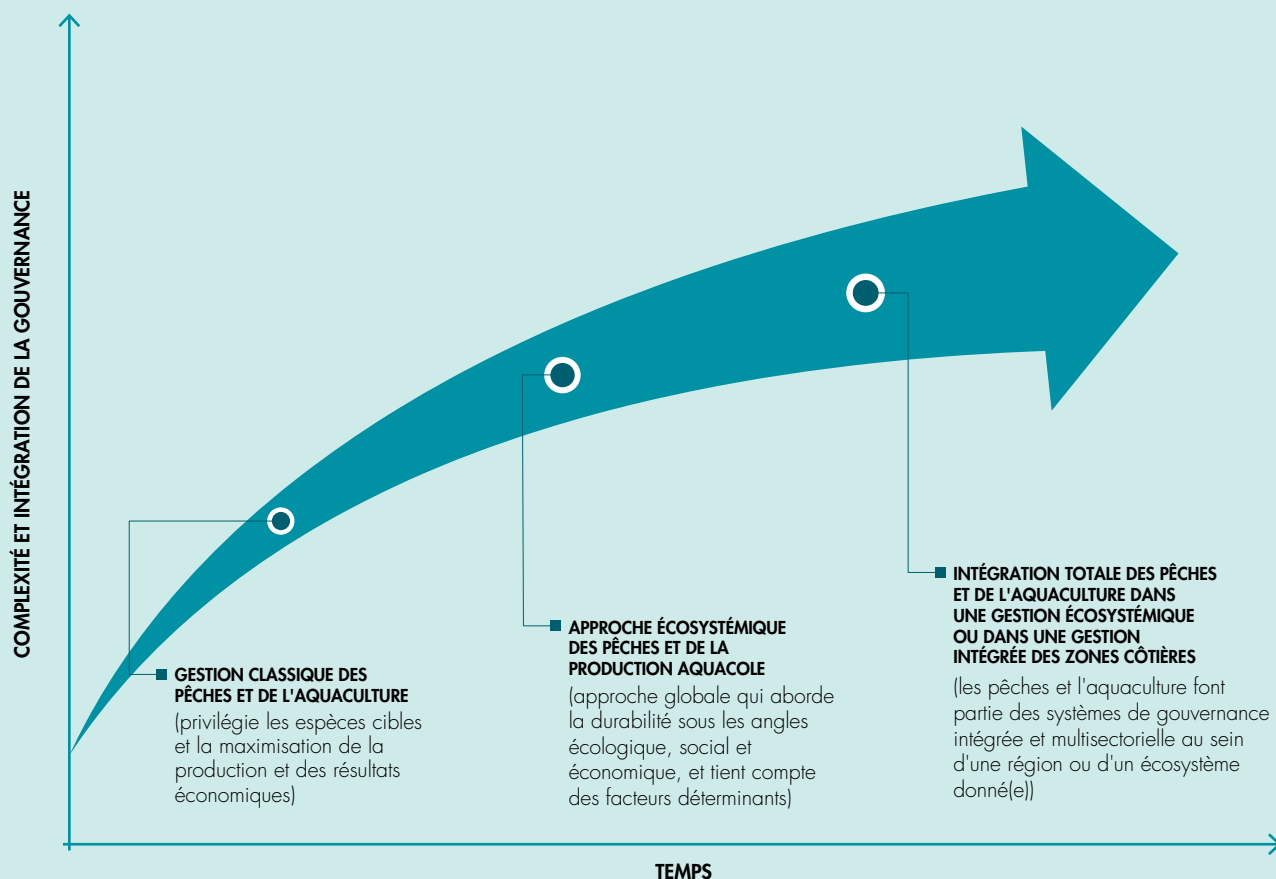 COMPLEXITÉ ET INTÉGRATION DE LA GOUVERNANCE
GESTION CLASSIQUE DES
PÊCHES ET DE L'AQUACULTURE
(privilégie les espèces cibles
et la maximisation de la
production et des résultats
économiques)
APPROCHE ÉCOSYSTÉMIQUE
DES PÊCHES ET DE LA
PRODUCTION AQUACOLE
(approche globale qui aborde
la durabilité sous les angles
écologique, social et
économique, et tient compte
des facteurs déterminants)
INTÉGRATION TOTALE DES PÊCHES
ET DE L'AQUACULTURE DANS
UNE GESTION ÉCOSYSTÉMIQUE
OU DANS UNE GESTION
INTÉGRÉE DES ZONES CÔTIÈRES
(les pêches et l'aquaculture font
partie des systèmes de gouvernance
intégrée et multisectorielle au sein
d'une région ou d'un écosystème
donné(e))
TEMPS